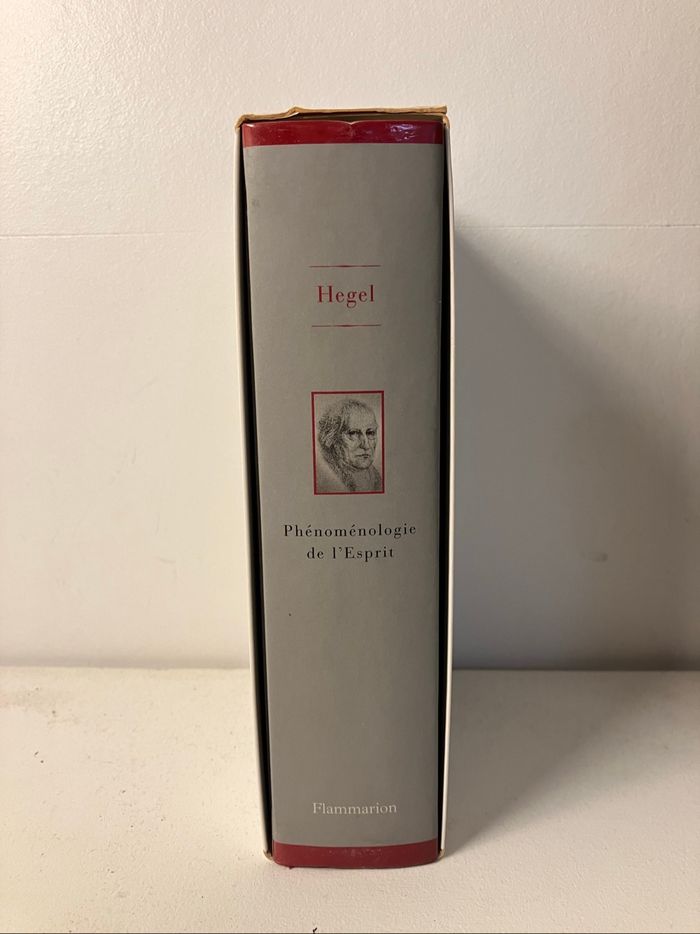 Hegel
Phénoménologie
de l’Esprit
Flammarion